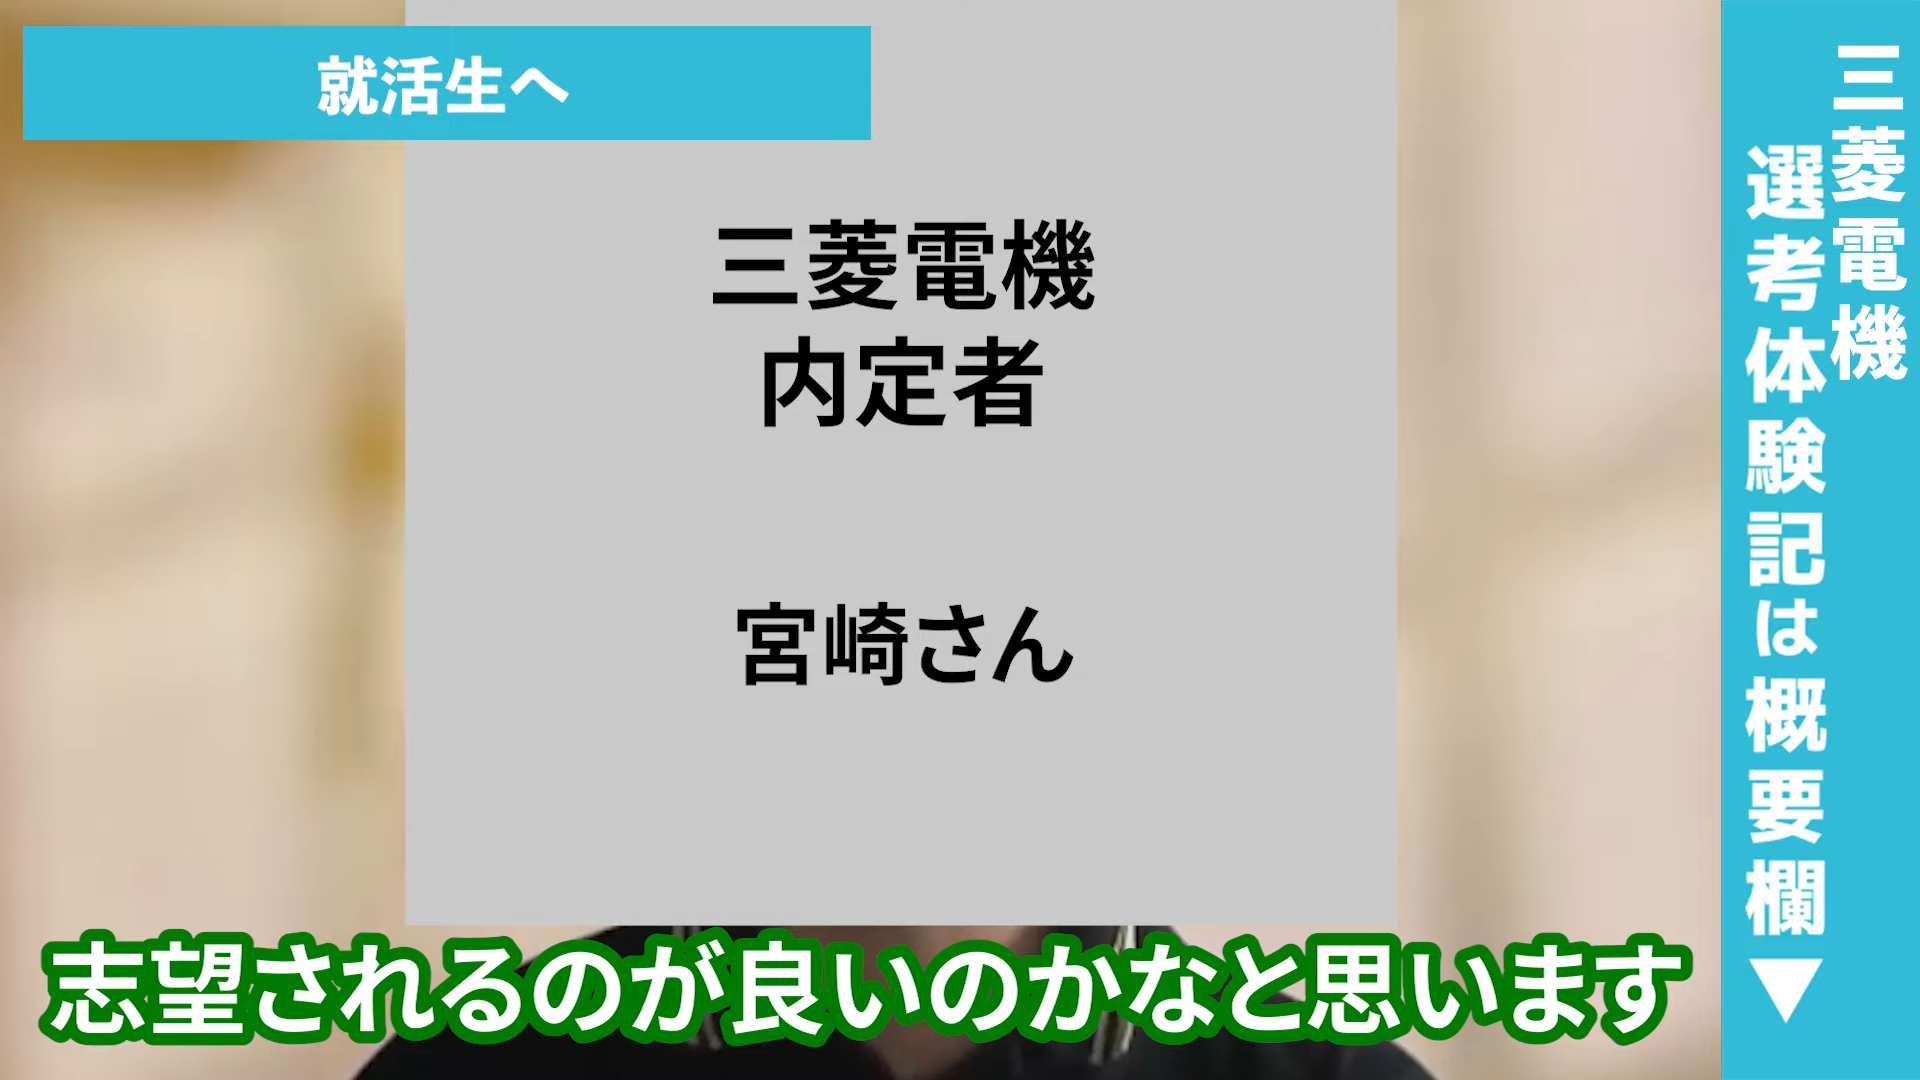 就活生へ
三菱電機
内定者
宮崎さん
三菱電機
選考体験記は概要欄▼
志望されるのが良いのかなと思います